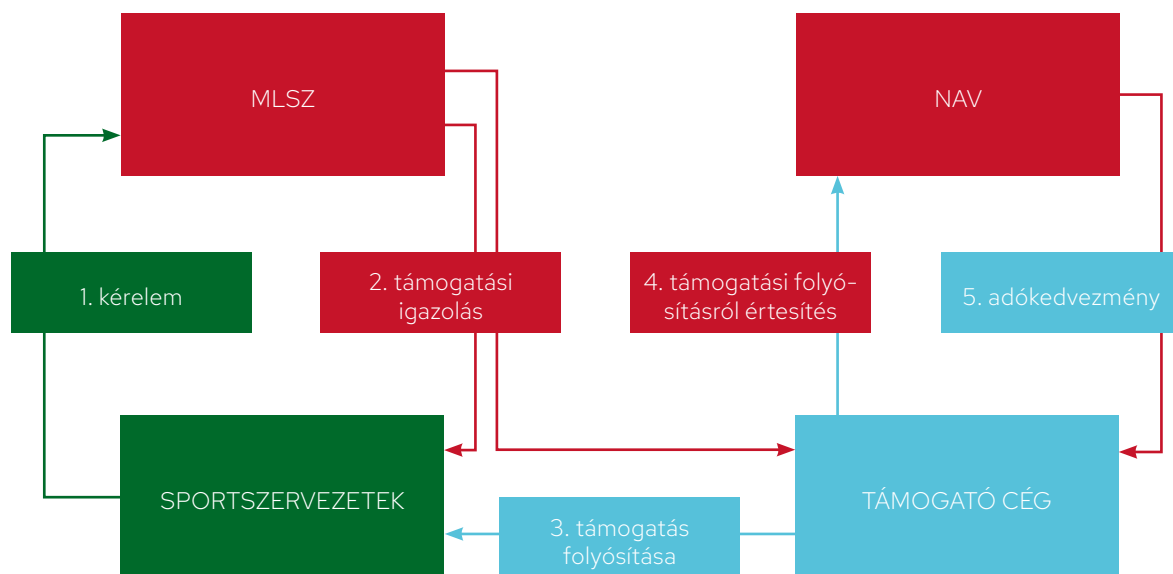 MLSZ
NAV
1. kérelem
2. támogatási
igazolás
4. támogatási folyó-
sításról értesítés
5. adókedvezmény
SPORTSZERVEZETEK
3. támogatás
folyósítása
TÁMOGATÓ CÉG